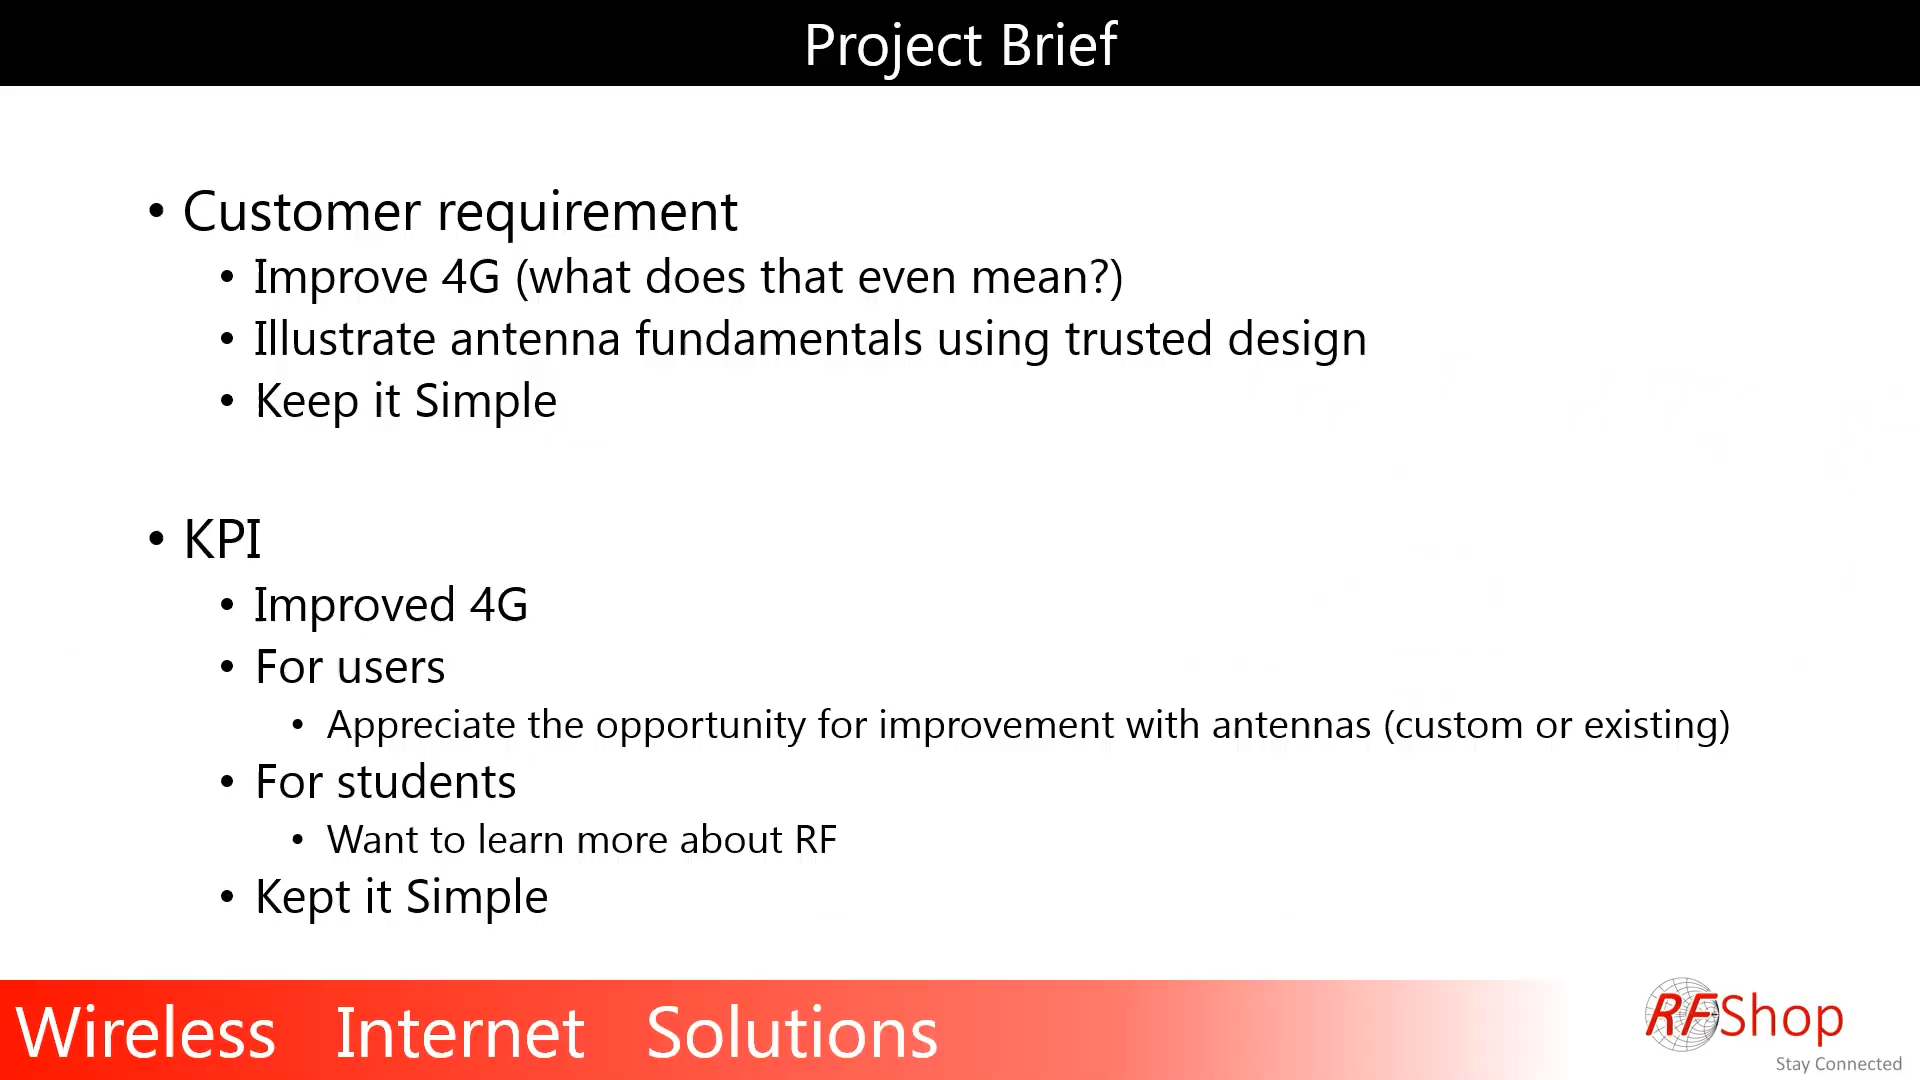 Project Brief
• Customer requirement
• Improve 4G (what does that even mean?)
• Illustrate antenna fundamentals using trusted design
• Keep it Simple
• KPI
• Improved 4G
• For users
• Appreciate the opportunity for improvement with antennas (custom or existing)
• For students
• Want to learn more about RF
• Kept it Simple
Wireless Internet Solutions
RFShop
Stay Connected